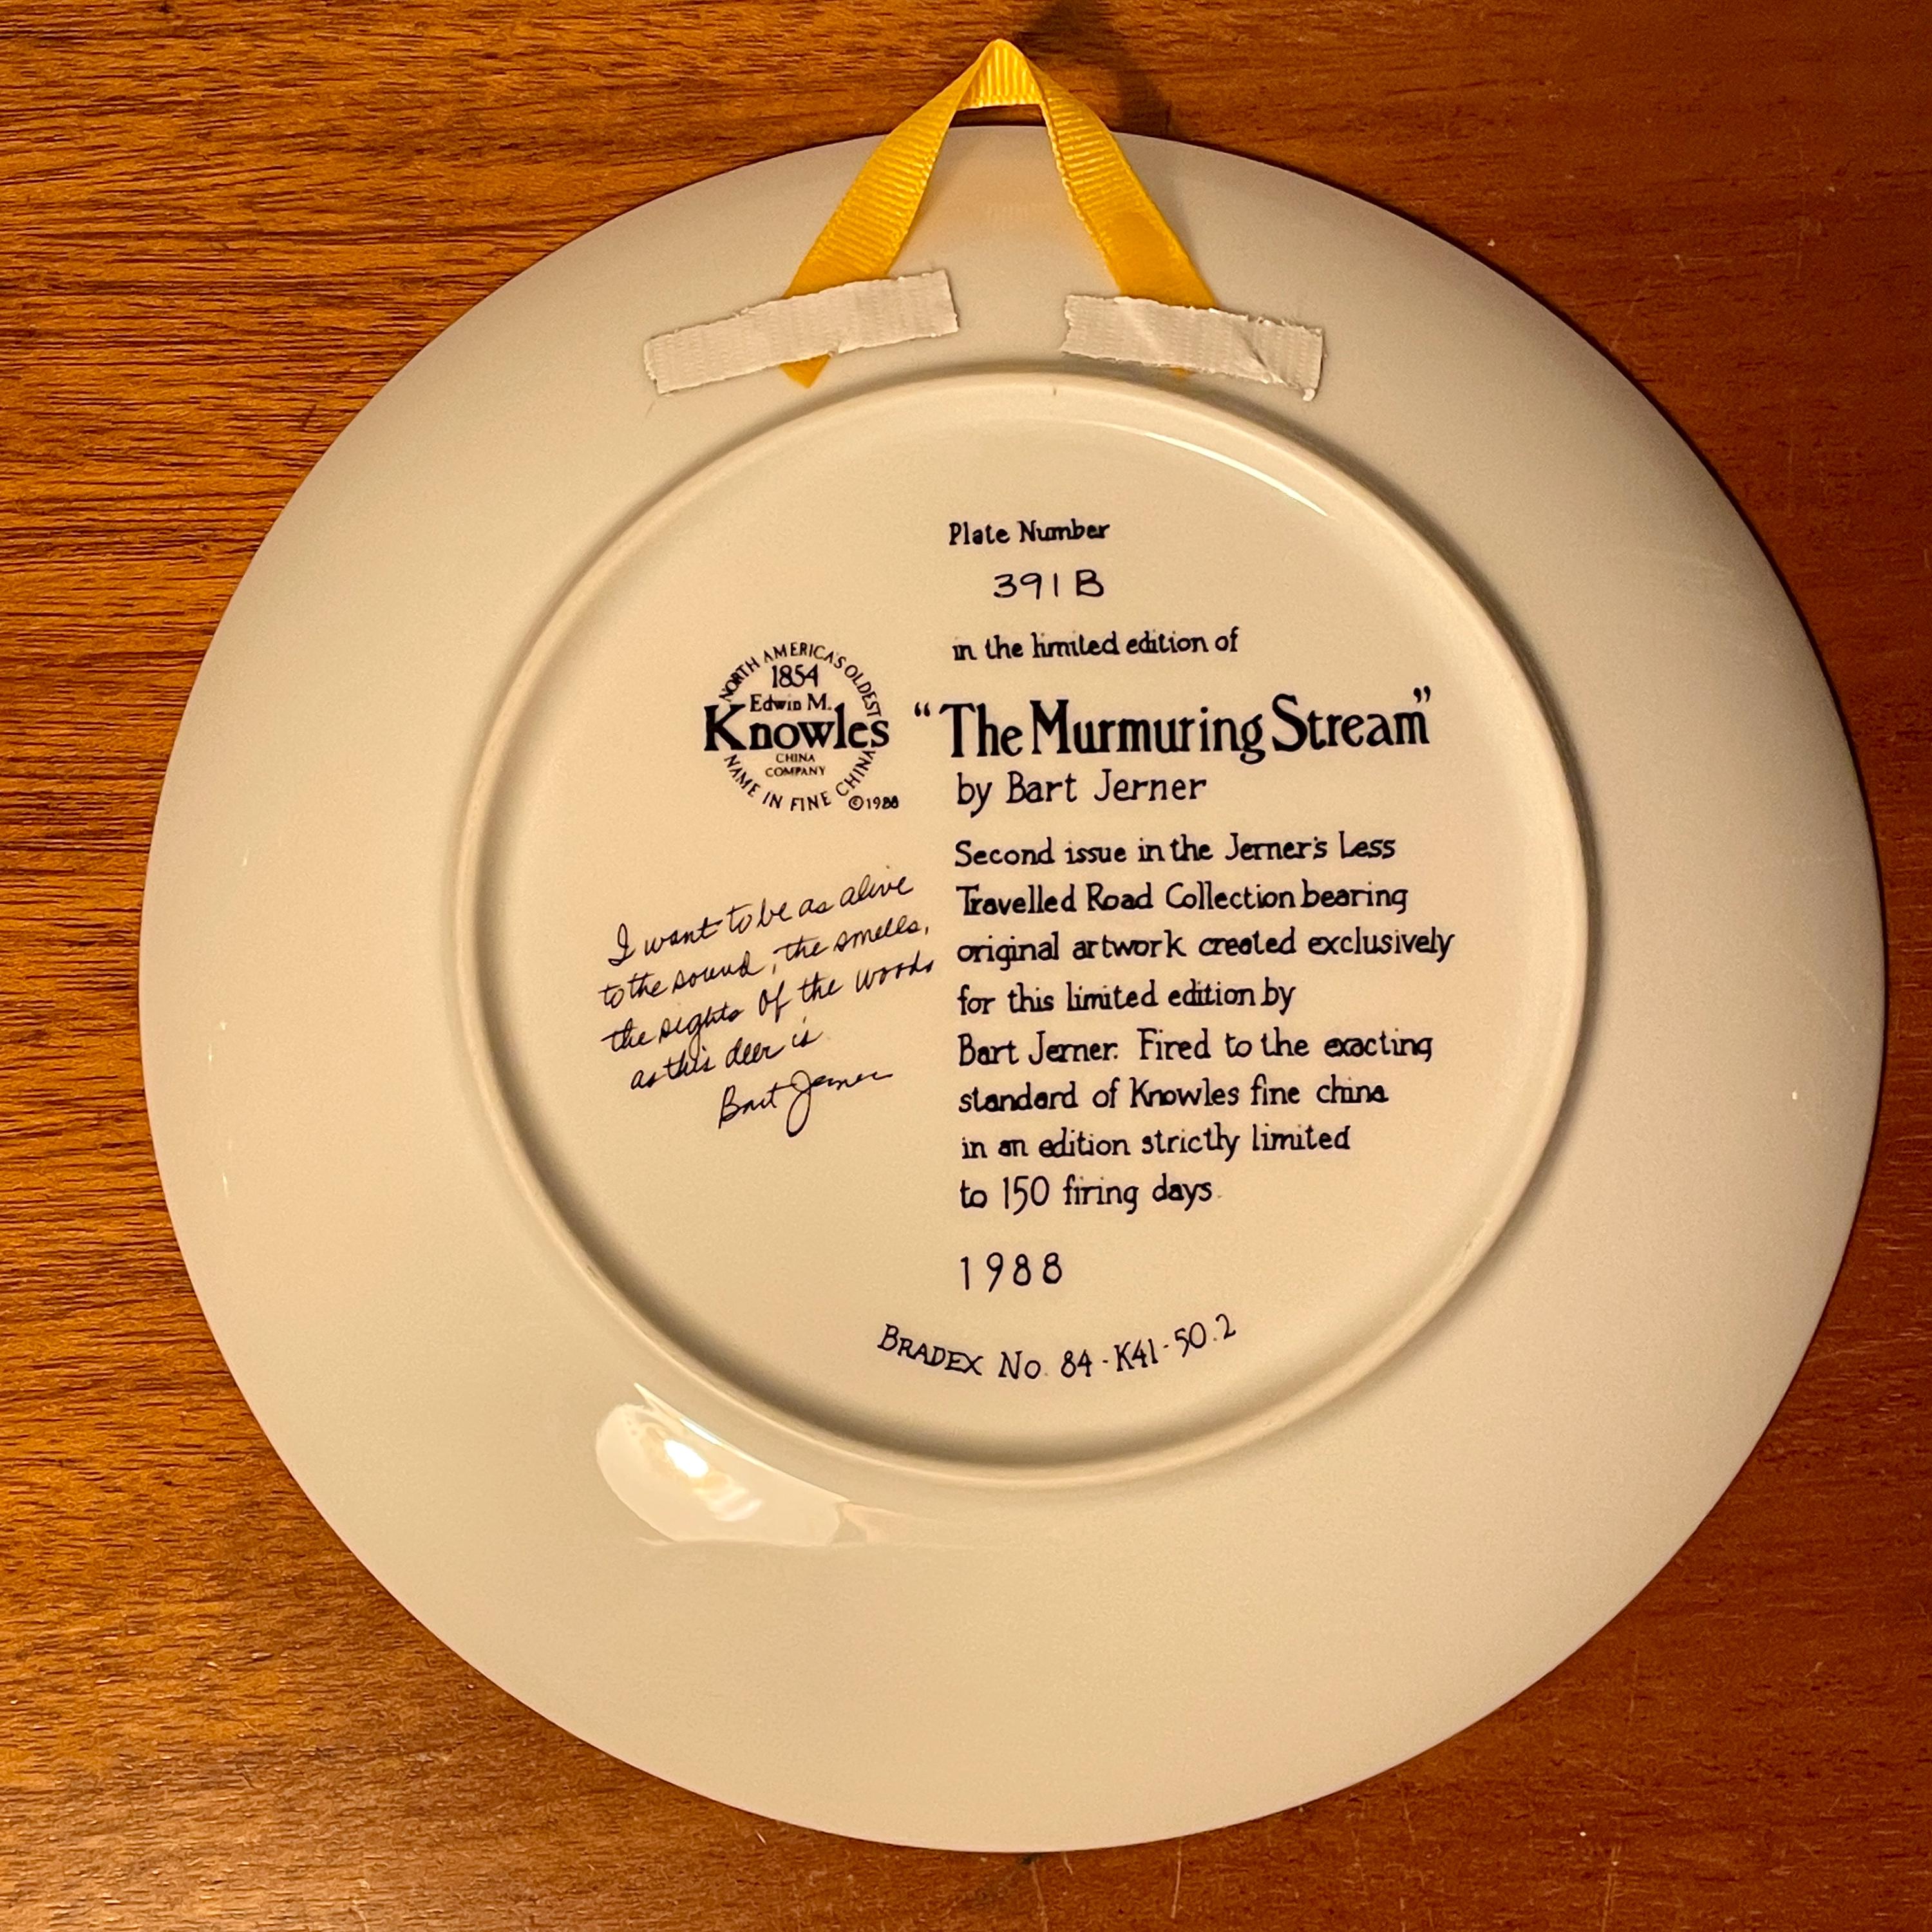 Plate Number
391B
in the limited edition of
NORTH AMERICA'S OLDEST
1854
Edwin M.
Knowles
CHINA
COMPANY
NAME IN FINE CHINA
©1988
"The Murmuring Stream"
by Bart Jerner
I want to be as alive
to the sound, the smells,
the sights of the woods
as this deer is
Bart Jerner
Second issue in the Jerner's Less
Travelled Road Collection bearing
original artwork created exclusively
for this limited edition by
Bart Jerner. Fired to the exacting
standard of Knowles fine china
in an edition strictly limited
to 150 firing days.
1988
BRADEX No. 84-K41-50.2